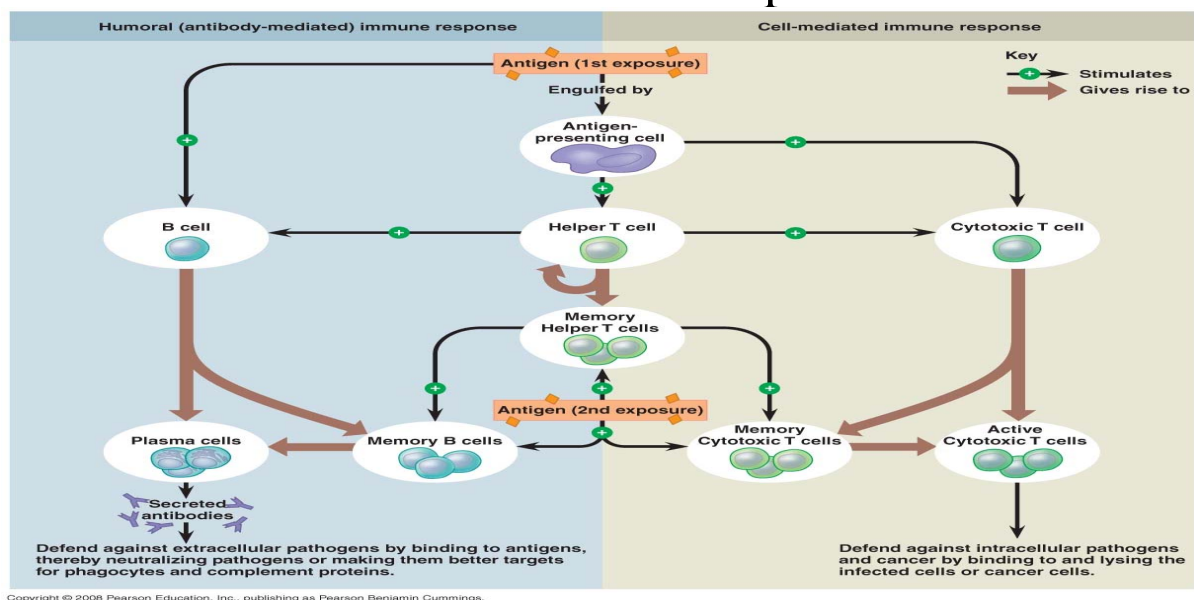 Humoral (antibody-mediated) immune response
Cell-mediated immune response
Antigen (1st exposure)
Engulfed by
Key
Stimulates
Gives rise to
Antigen-
presenting cell
B cell
Helper T cell
Cytotoxic T cell
Memory
Helper T cells
Antigen (2nd exposure)
Plasma cells
Memory B cells
Memory
Cytotoxic T cells
Active
Cytotoxic T cells
Secreted
antibodies
Defend against extracellular pathogens by binding to antigens,
thereby neutralizing pathogens or making them better targets
for phagocytes and complement proteins.
Defend against intracellular pathogens
and cancer by binding to and lysing the
infected cells or cancer cells.
Copyright © 2008 Pearson Education, Inc., publishing as Pearson Benjamin Cummings.